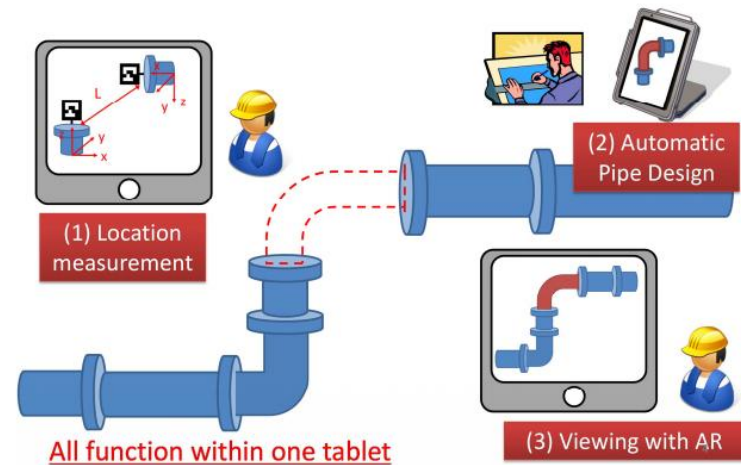 L
x
y
z
z
y
x
(1) Location
measurement
(2) Automatic
Pipe Design
(3) Viewing with AR
All function within one tablet